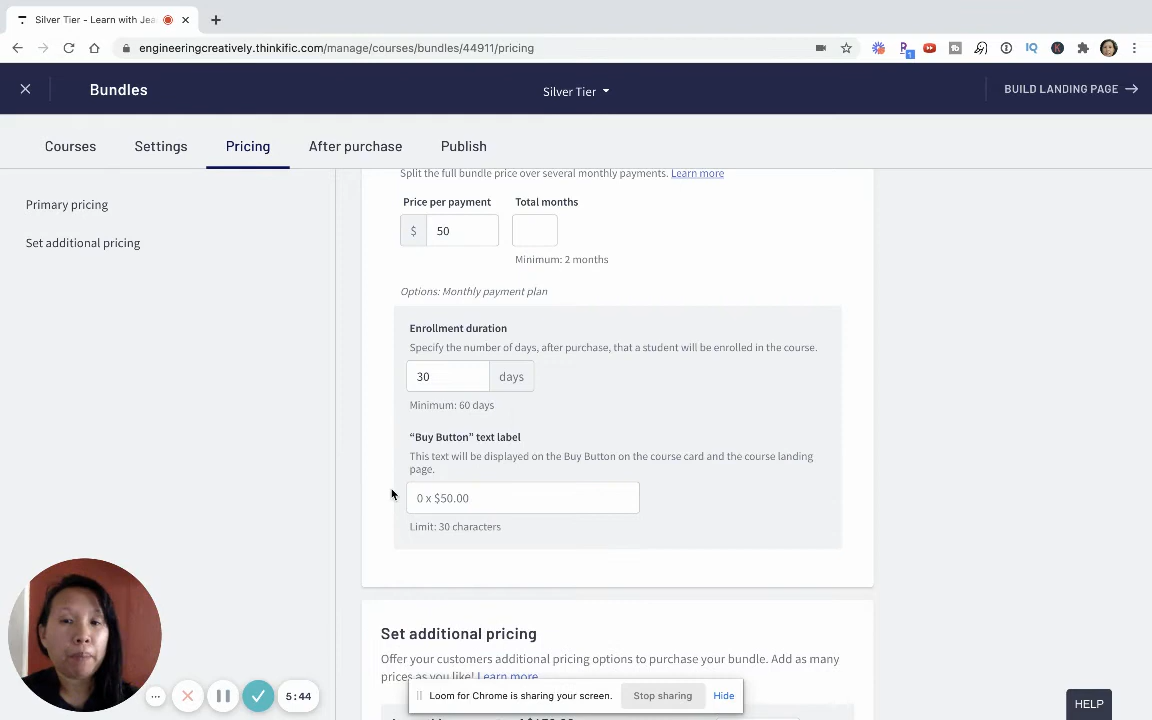 Silver Tier - Learn with Jea
engineeringcreatively.thinkific.com/manage/courses/bundles/44911/pricing
Bundles
Silver Tier
BUILD LANDING PAGE
Courses
Settings
Pricing
After purchase
Publish
Primary pricing
Set additional pricing
Split the full bundle price over several monthly payments. Learn more
Price per payment
Total months
$ 50
Minimum: 2 months
Options: Monthly payment plan
Enrollment duration
Specify the number of days, after purchase, that a student will be enrolled in the course.
30 days
Minimum: 60 days
“Buy Button” text label
This text will be displayed on the Buy Button on the course card and the course landing
page.
0 x $50.00
Limit: 30 characters
Set additional pricing
Offer your customers additional pricing options to purchase your bundle. Add as many
prices as you like! Learn more
Loom for Chrome is sharing your screen.
Stop sharing
Hide
5:44
HELP